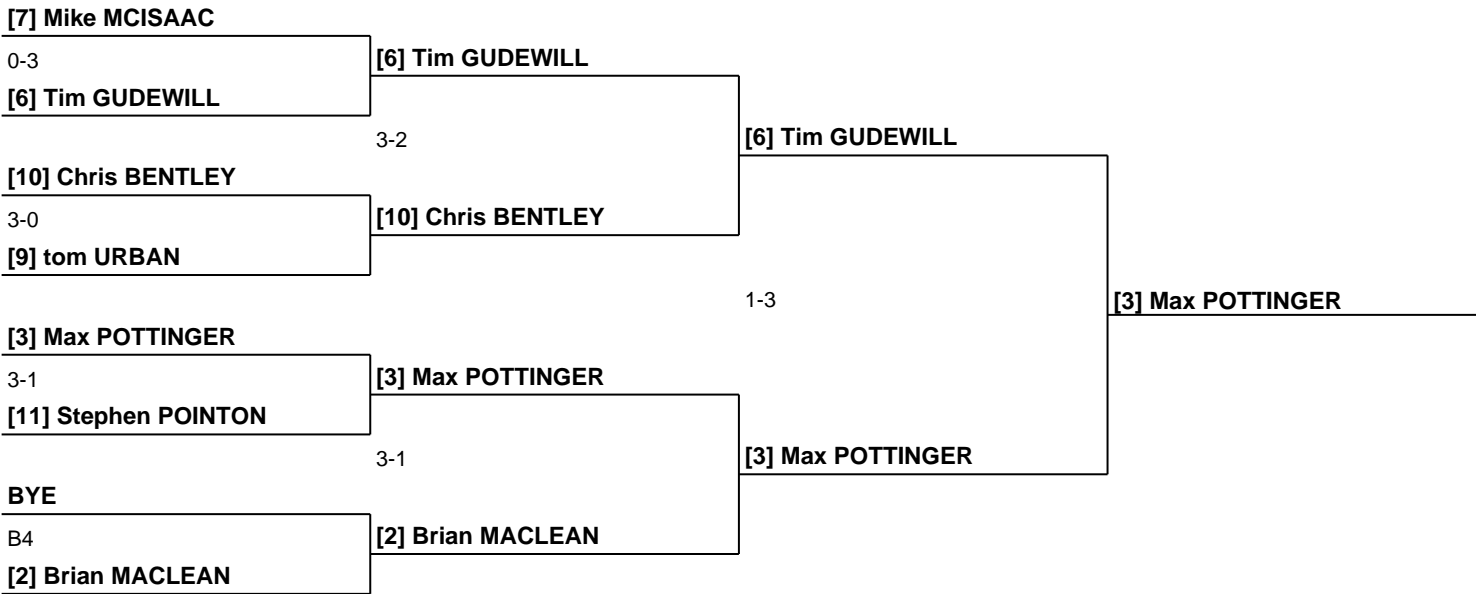 [7] Mike MCISAAC
0-3
[6] Tim GUDEWILL
[6] Tim GUDEWILL
3-2
[6] Tim GUDEWILL
[10] Chris BENTLEY
3-0
[10] Chris BENTLEY
[9] tom URBAN
1-3
[3] Max POTTINGER
[3] Max POTTINGER
3-1
[3] Max POTTINGER
[11] Stephen POINTON
3-1
[3] Max POTTINGER
BYE
B4
[2] Brian MACLEAN
[2] Brian MACLEAN